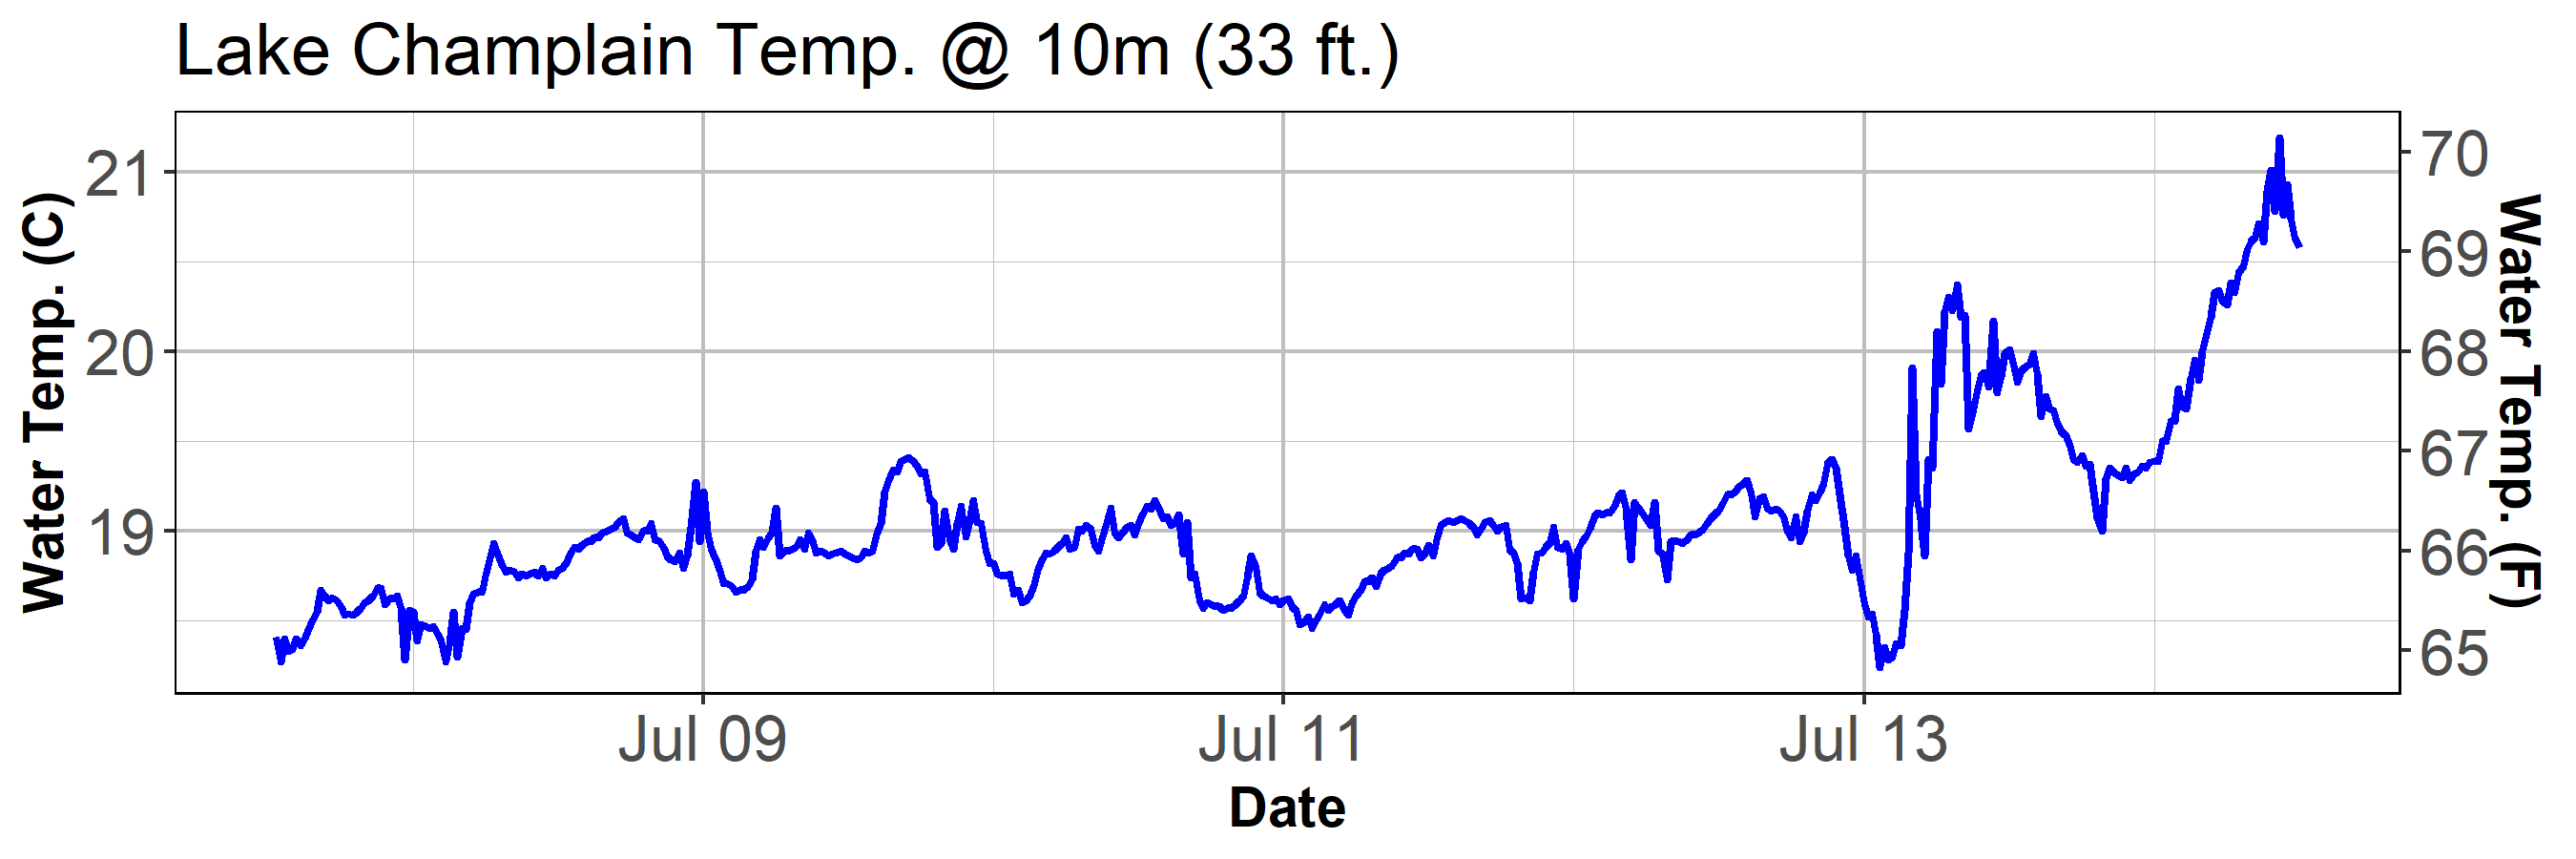 Lake Champlain Temp. @ 10m (33 ft.)
Water Temp. (C)
21
20
19
70
69
68
67
66
65
Water Temp. (F)
Jul 09
Jul 11
Jul 13
Date